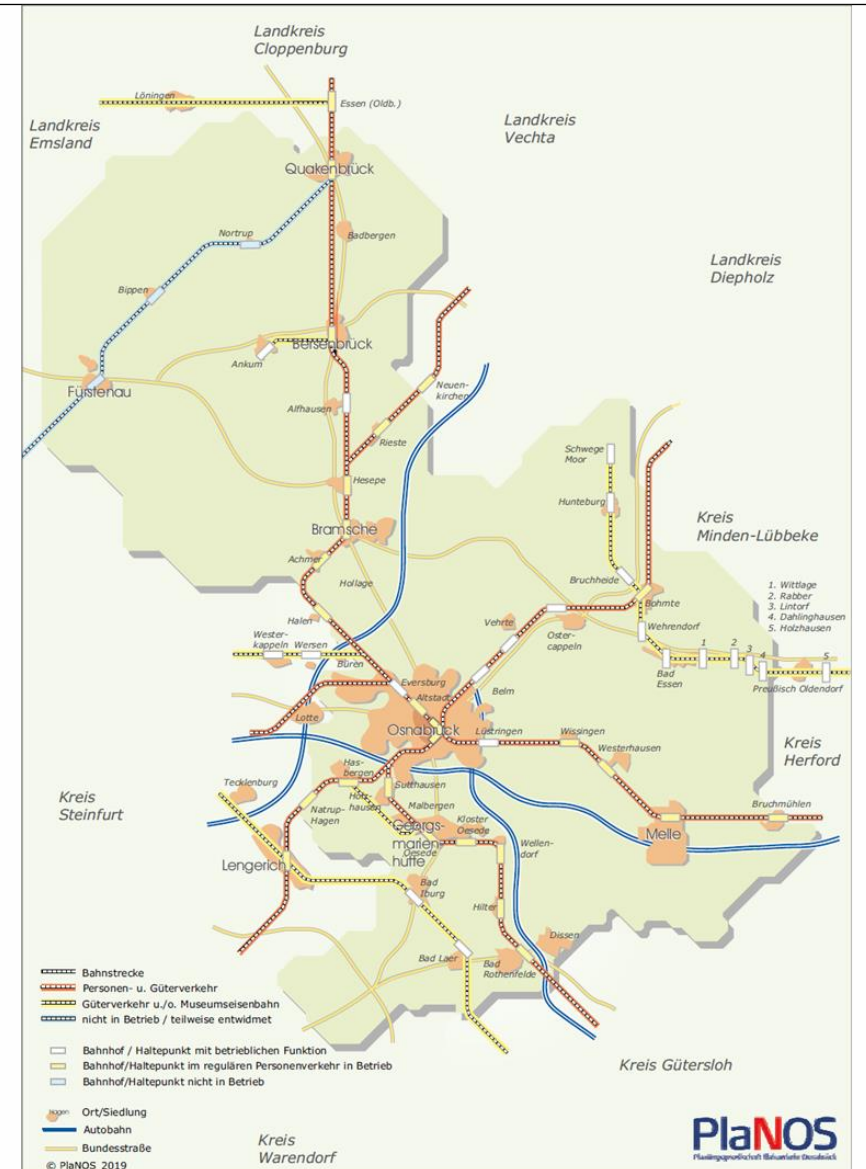 Landkreis
Cloppenburg
Löningen
Essen (Oldb.)
Landkreis
Emsland
Landkreis
Vechta
Quakenbrück
Nortrup
Badbergen
Landkreis
Diepholz
Bippen
Bersenbrück
Ankum
Fürstenau
Neuen-
kirchen
Alfhausen
Rieste
Schwege
Moor
Hesepe
Hunteburg
Kreis
Minden-Lübbeke
Bramsche
Achmer
Hollage
Bruchheide
Bohmte
1. Wittlage
2. Rabber
3. Lintorf
4. Dahlinghausen
5. Holzhausen
Halen
Vehrte
Oster-
cappeln
Wehrendorf
Wester-
kappeln
Wersen
Büren
1
2
3
4
5
Bad
Essen
Preußisch Oldendorf
Eversburg
Altstadt
Belm
Lotte
Osnabrück
Lüstringen
Wissingen
Westerhausen
Kreis
Herford
Has-
bergen
Sutthausen
Tecklenburg
Holz-
hausen
Malbergen
Kreis
Steinfurt
Natrup-
Hagen
Kloster
Oesede
Bruchmühlen
Melle
Georgs-
marien-
hütte
Oesede
Wellen-
dorf
Lengerich
Bad
Iburg
Hilter
Dissen
Bad Laer
Bad
Rothenfelde
Bahnstrecke
Personen- u. Güterverkehr
Güterverkehr u./o. Museumseisenbahn
nicht in Betrieb / teilweise entwidmet
Bahnhof / Haltepunkt mit betrieblichen Funktion
Bahnhof/Haltepunkt im regulären Personenverkehr in Betrieb
Bahnhof/Haltepunkt nicht in Betrieb
Kreis Gütersloh
Hagen
Ort/Siedlung
Autobahn
Bundesstraße
© PlaNOS 2019
Kreis
Warendorf
PlaNOS
Planungsgesellschaft Nahverkehr Osnabrück